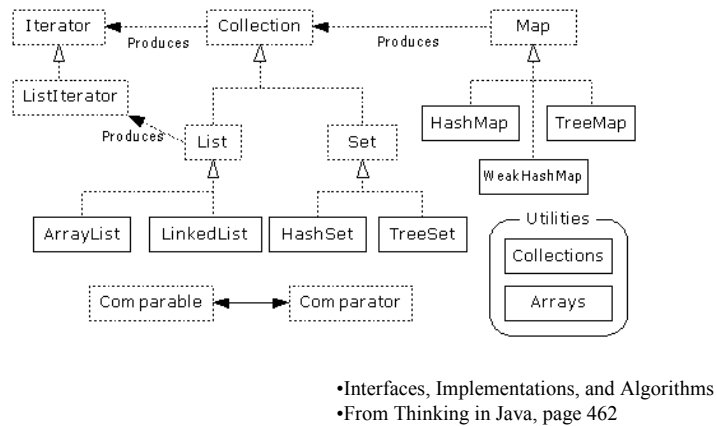 Iterator
Produces
Collection
Produces
Map
ListIterator
Produces
List
Set
HashMap
TreeMap
WeakHashMap
ArrayList
LinkedList
HashSet
TreeSet
Utilities
Collections
Arrays
Comparable
Comparator
•Interfaces, Implementations, and Algorithms
•From Thinking in Java, page 462